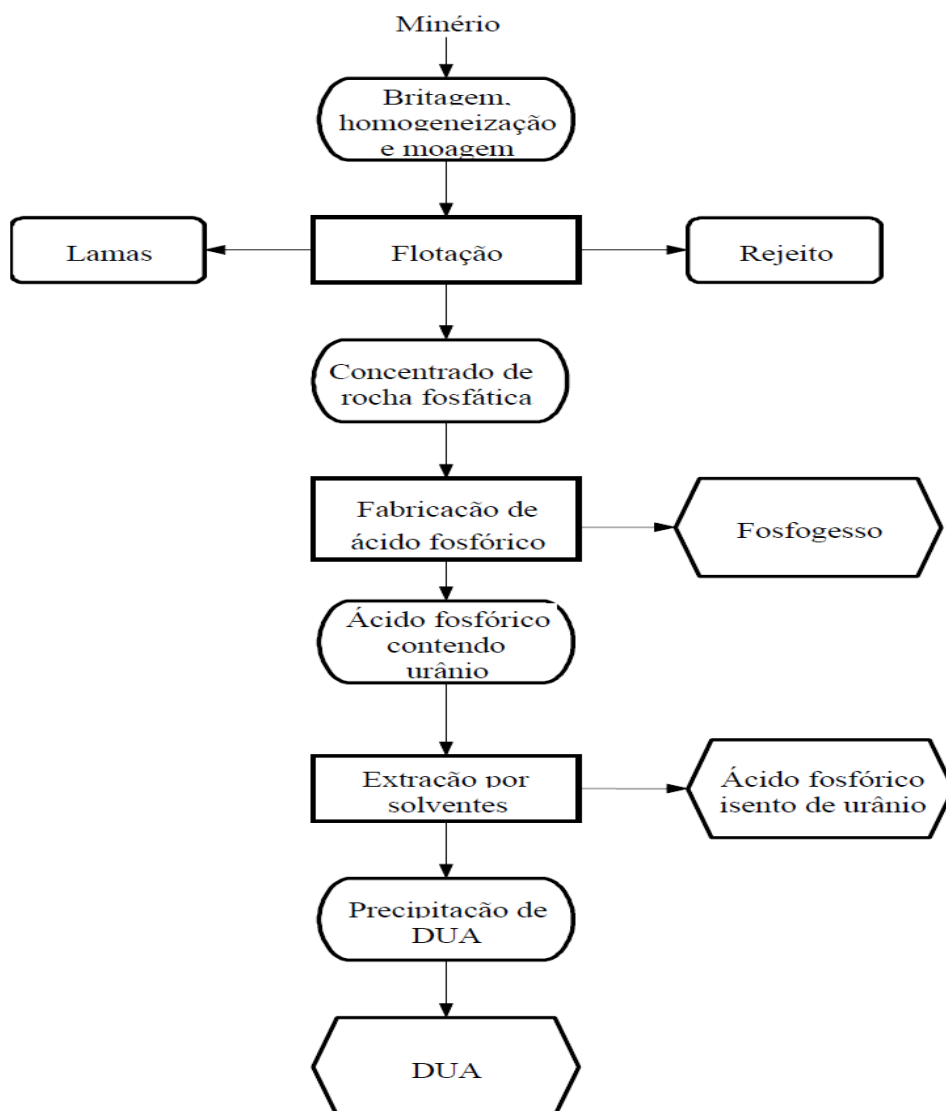 Minério
Britagem,
homogeneização
e moagem
Lamas
Flotação
Rejeito
Concentrado de
rocha fosfática
Fabricação de
ácido fosfórico
Fosfogesso
Ácido fosfórico
contendo
urânio
Extração por
solventes
Ácido fosfórico
isento de urânio
Precipitação de
DUA
DUA